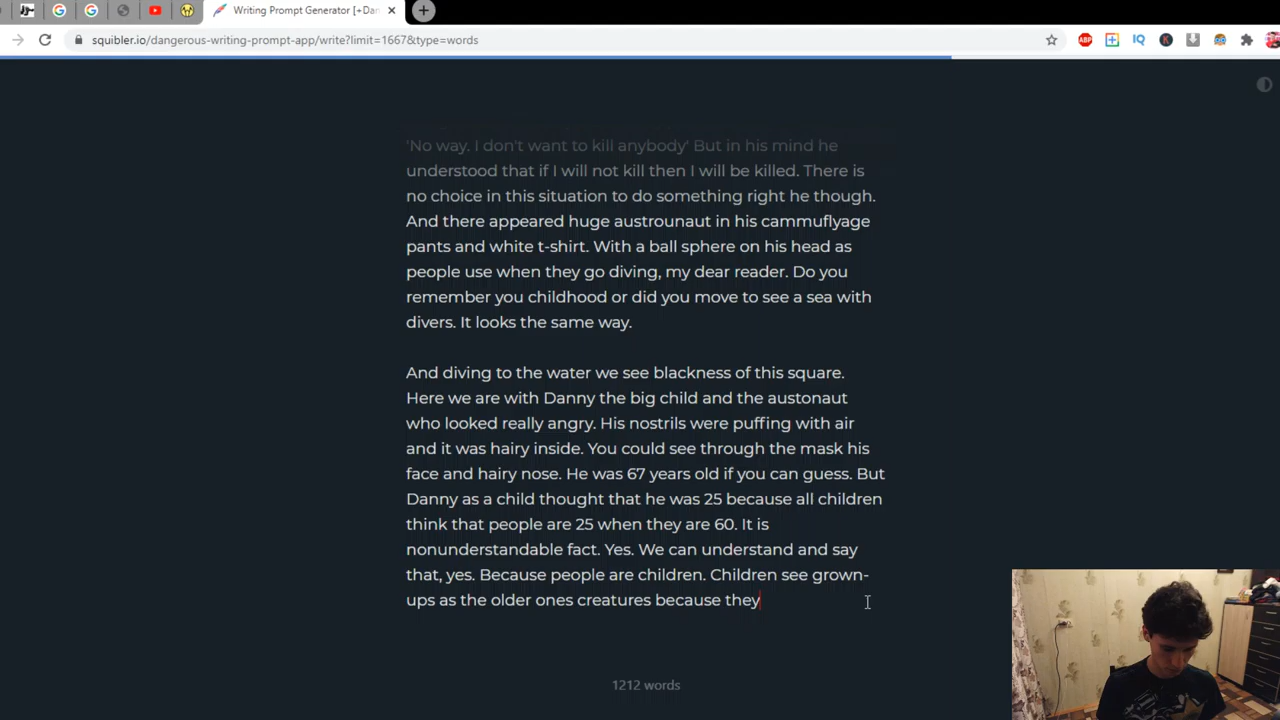 Writing Prompt Generator [+Dan
squibler.io/dangerous-writing-prompt-app/write?limit=1667&type=words
ABP
IQ
K
'No way. I don't want to kill anybody' But in his mind he
understood that if I will not kill then I will be killed. There is
no choice in this situation to do something right he though.
And there appeared huge austrounaut in his cammuflyage
pants and white t-shirt. With a ball sphere on his head as
people use when they go diving, my dear reader. Do you
remember you childhood or did you move to see a sea with
divers. It looks the same way.
And diving to the water we see blackness of this square.
Here we are with Danny the big child and the austonaut
who looked really angry. His nostrils were puffing with air
and it was hairy inside. You could see through the mask his
face and hairy nose. He was 67 years old if you can guess. But
Danny as a child thought that he was 25 because all children
think that people are 25 when they are 60. It is
nonunderstandable fact. Yes. We can understand and say
that, yes. Because people are children. Children see grown-
ups as the older ones creatures because they
1212 words